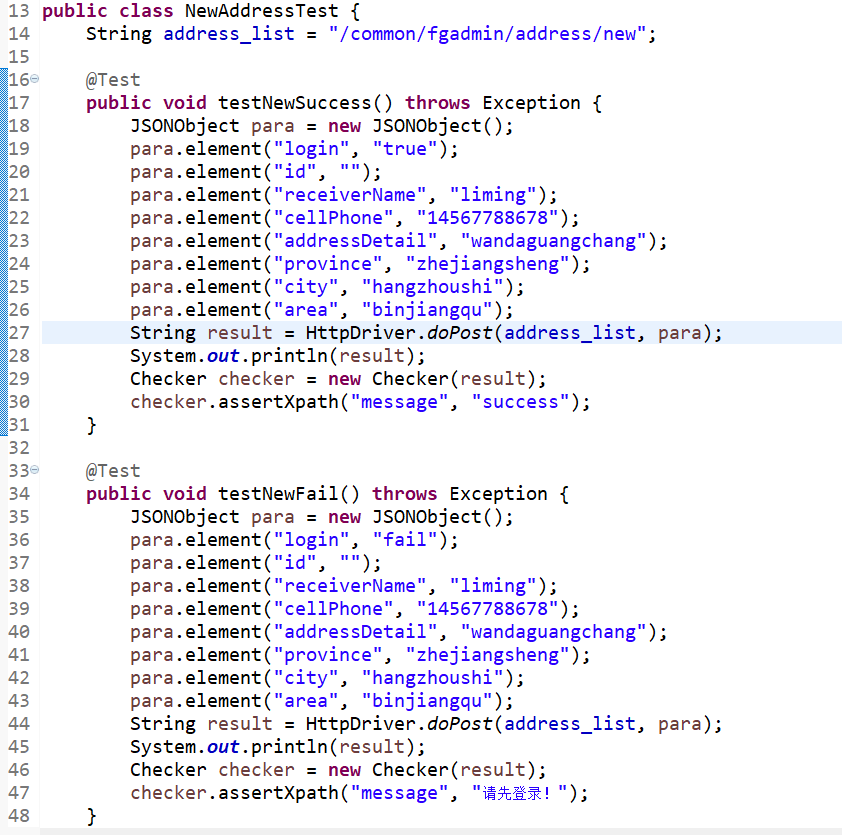 13 public class NewAddressTest {
14     String address_list = "/common/fgadmin/address/new";
15
16     @Test
17     public void testNewSuccess() throws Exception {
18         JSONObject para = new JSONObject();
19         para.element("login", "true");
20         para.element("id", "");
21         para.element("receiverName", "liming");
22         para.element("cellPhone", "14567788678");
23         para.element("addressDetail", "wandaguangchang");
24         para.element("province", "zhejiangsheng");
25         para.element("city", "hangzhoushi");
26         para.element("area", "binjiangqu");
27         String result = HttpDriver.doPost(address_list, para);
28         System.out.println(result);
29         Checker checker = new Checker(result);
30         checker.assertXpath("message", "success");
31     }
32
33     @Test
34     public void testNewFail() throws Exception {
35         JSONObject para = new JSONObject();
36         para.element("login", "fail");
37         para.element("id", "");
38         para.element("receiverName", "liming");
39         para.element("cellPhone", "14567788678");
40         para.element("addressDetail", "wandaguangchang");
41         para.element("province", "zhejiangsheng");
42         para.element("city", "hangzhoushi");
43         para.element("area", "binjiangqu");
44         String result = HttpDriver.doPost(address_list, para);
45         System.out.println(result);
46         Checker checker = new Checker(result);
47         checker.assertXpath("message", "请先登录！");
48     }